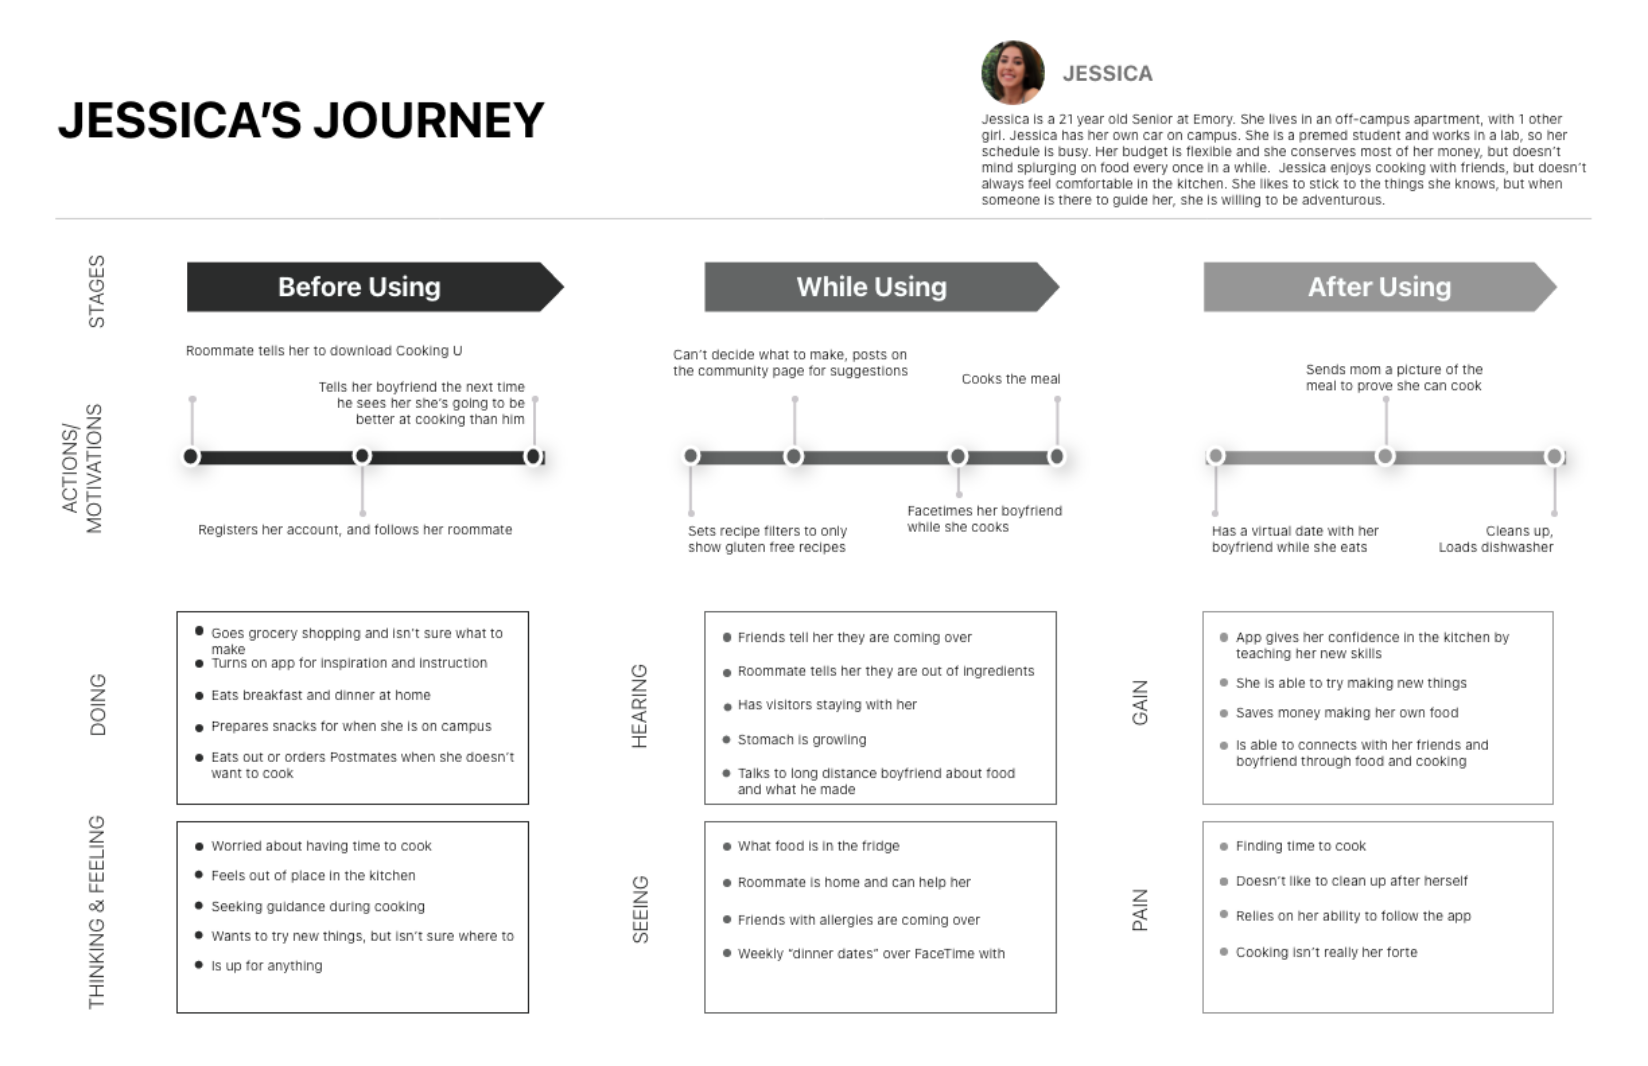 JESSICA'S JOURNEY
JESSICA
Jessica is a 21 year old Senior at Emory. She lives in an off-campus apartment, with 1 other
girl. Jessica has her own car on campus. She is a premed student and works in a lab, so her
schedule is busy. Her budget is flexible and she conserves most of her money, but doesn't
mind splurging on food every once in a while.  Jessica enjoys cooking with friends, but doesn't
always feel comfortable in the kitchen. She likes to stick to the things she knows, but when
someone is there to guide her, she is willing to be adventurous.
STAGES
Before Using
While Using
After Using
ACTIONS/
MOTIVATIONS
Roommate tells her to download Cooking U
Tells her boyfriend the next time
he sees her she's going to be
better at cooking than him
Registers her account, and follows her roommate
Can't decide what to make, posts on
the community page for suggestions
Cooks the meal
Sets recipe filters to only
show gluten free recipes
Facetimes her boyfriend
while she cooks
Sends mom a picture of the
meal to prove she can cook
Has a virtual date with her
boyfriend while she eats
Cleans up,
Loads dishwasher
DOING
Goes grocery shopping and isn't sure what to
make
Turns on app for inspiration and instruction
Eats breakfast and dinner at home
Prepares snacks for when she is on campus
Eats out or orders Postmates when she doesn't
want to cook
HEARING
Friends tell her they are coming over
Roommate tells her they are out of ingredients
Has visitors staying with her
Stomach is growling
Talks to long distance boyfriend about food
and what he made
GAIN
App gives her confidence in the kitchen by
teaching her new skills
She is able to try making new things
Saves money making her own food
Is able to connects with her friends and
boyfriend through food and cooking
THINKING & FEELING
Worried about having time to cook
Feels out of place in the kitchen
Seeking guidance during cooking
Wants to try new things, but isn't sure where to
Is up for anything
SEEING
What food is in the fridge
Roommate is home and can help her
Friends with allergies are coming over
Weekly "dinner dates" over FaceTime with
PAIN
Finding time to cook
Doesn't like to clean up after herself
Relies on her ability to follow the app
Cooking isn't really her forte